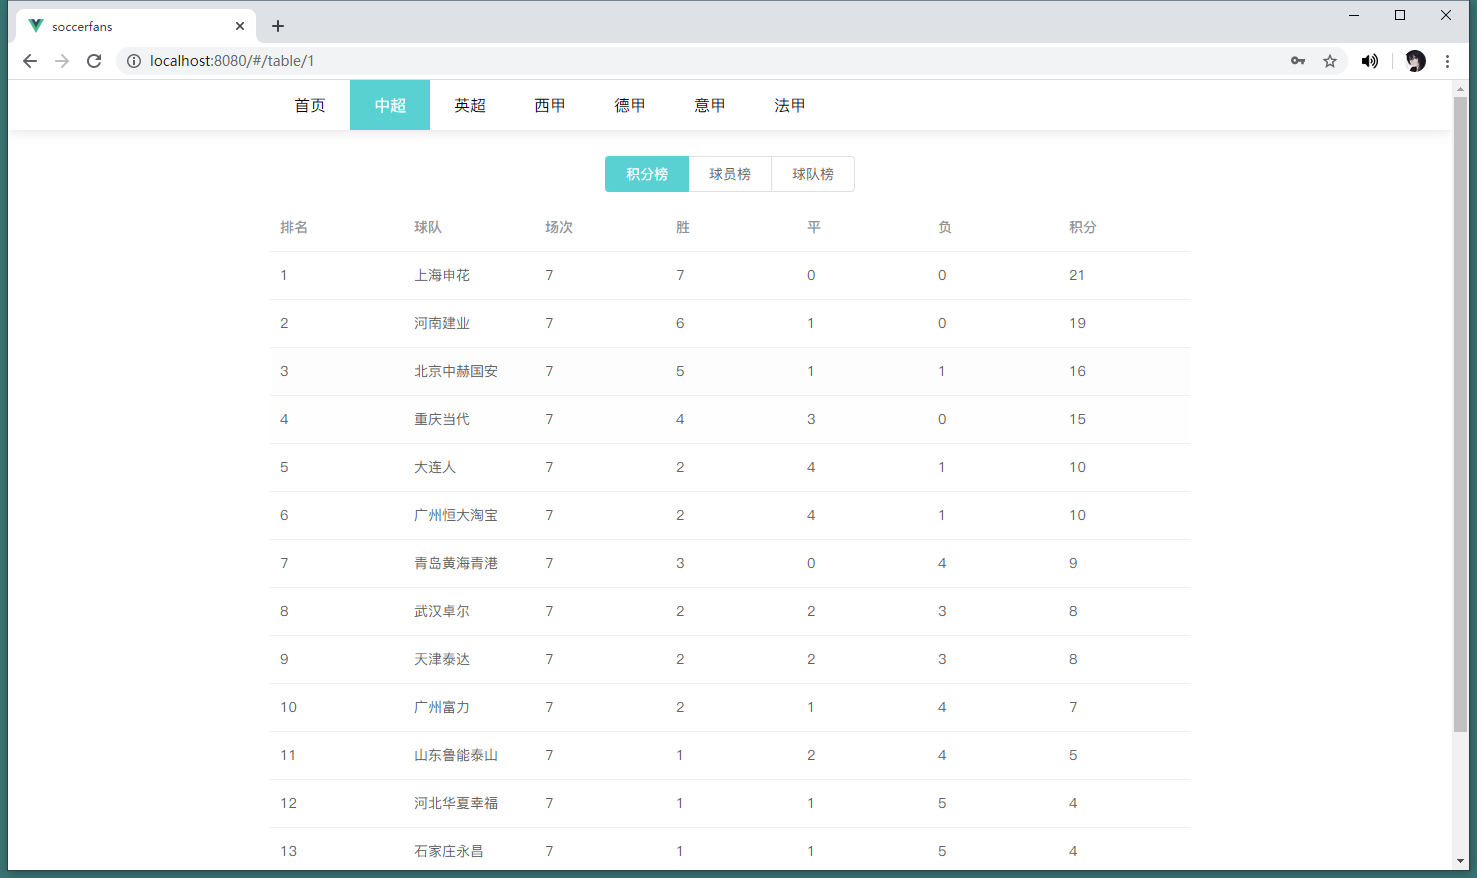 soccerfans
localhost:8080/#/table/1
首页 中超 英超 西甲 德甲 意甲 法甲
积分榜 球员榜 球队榜
排名 球队 场次 胜 平 负 积分
1 上海申花 7 7 0 0 21
2 河南建业 7 6 1 0 19
3 北京中赫国安 7 5 1 1 16
4 重庆当代 7 4 3 0 15
5 大连人 7 2 4 1 10
6 广州恒大淘宝 7 2 4 1 10
7 青岛黄海青港 7 3 0 4 9
8 武汉卓尔 7 2 2 3 8
9 天津泰达 7 2 2 3 8
10 广州富力 7 2 1 4 7
11 山东鲁能泰山 7 1 2 4 5
12 河北华夏幸福 7 1 1 5 4
13 石家庄永昌 7 1 1 5 4